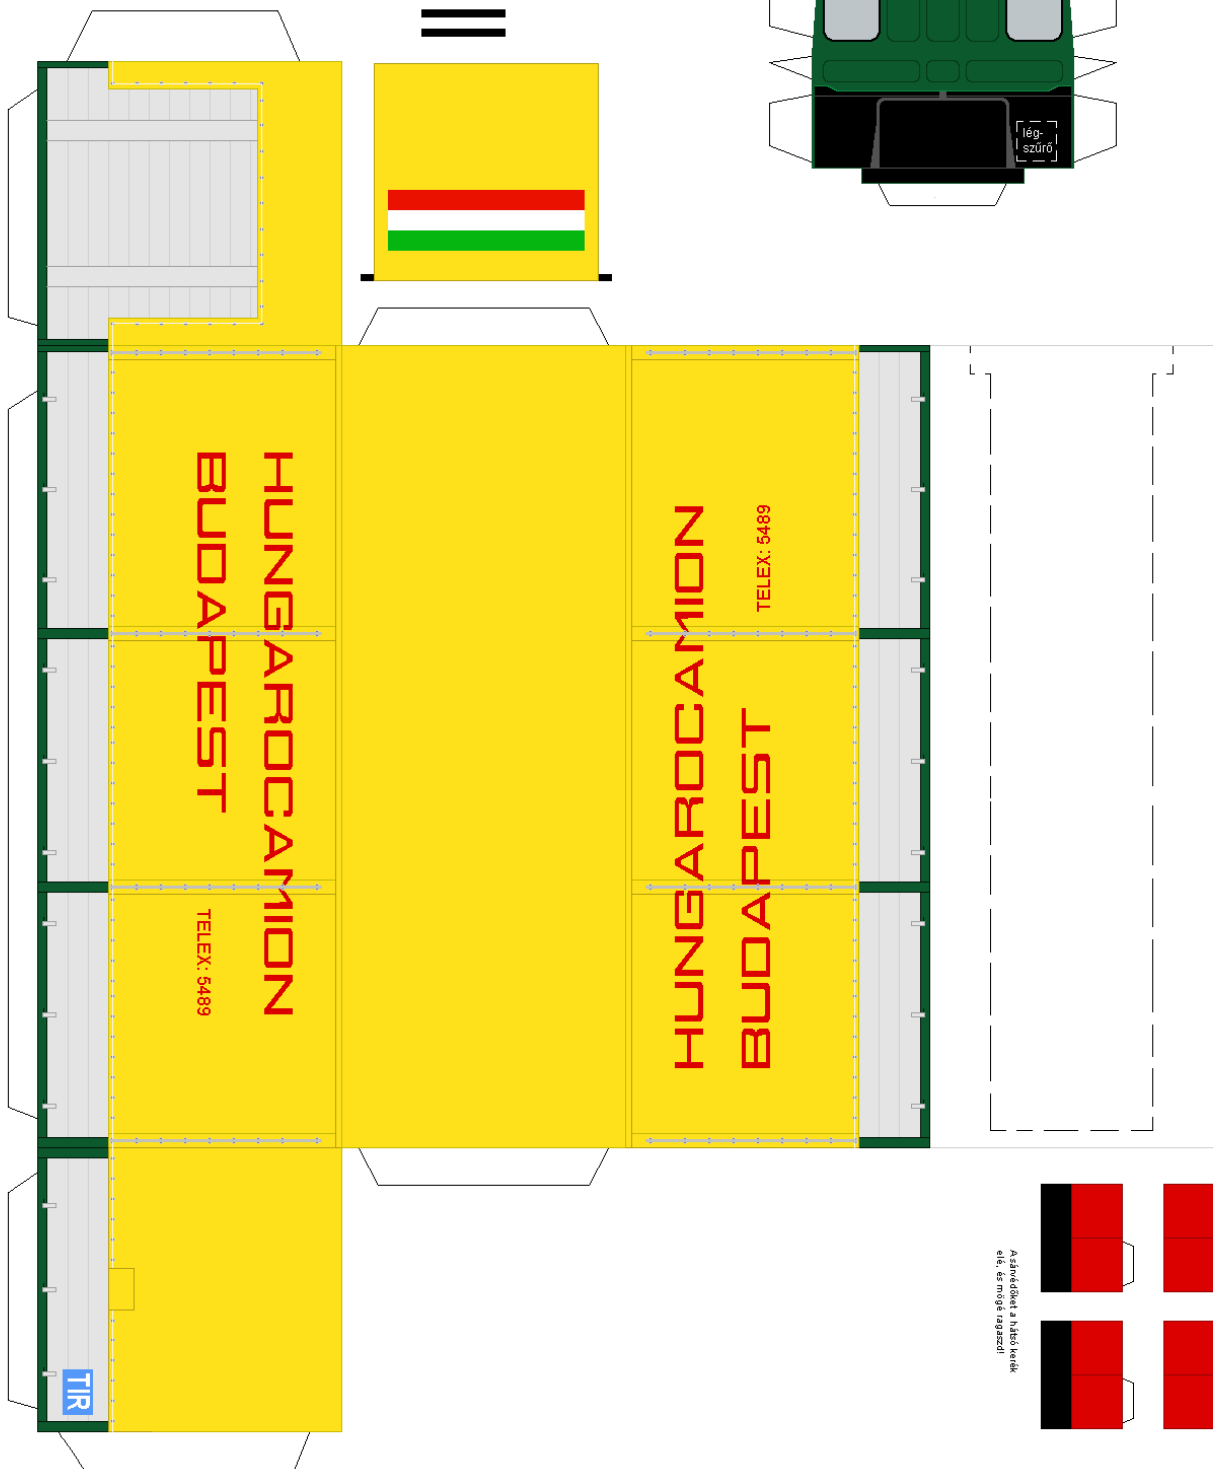 lég-
szűrő
HUNGAROCAMION
BUDAPEST
TELEX: 5489
HUNGAROCAMION
BUDAPEST
TELEX: 5489
A sárvédőket a hátsó kerék
elé, és mögé ragaszd!
TIR